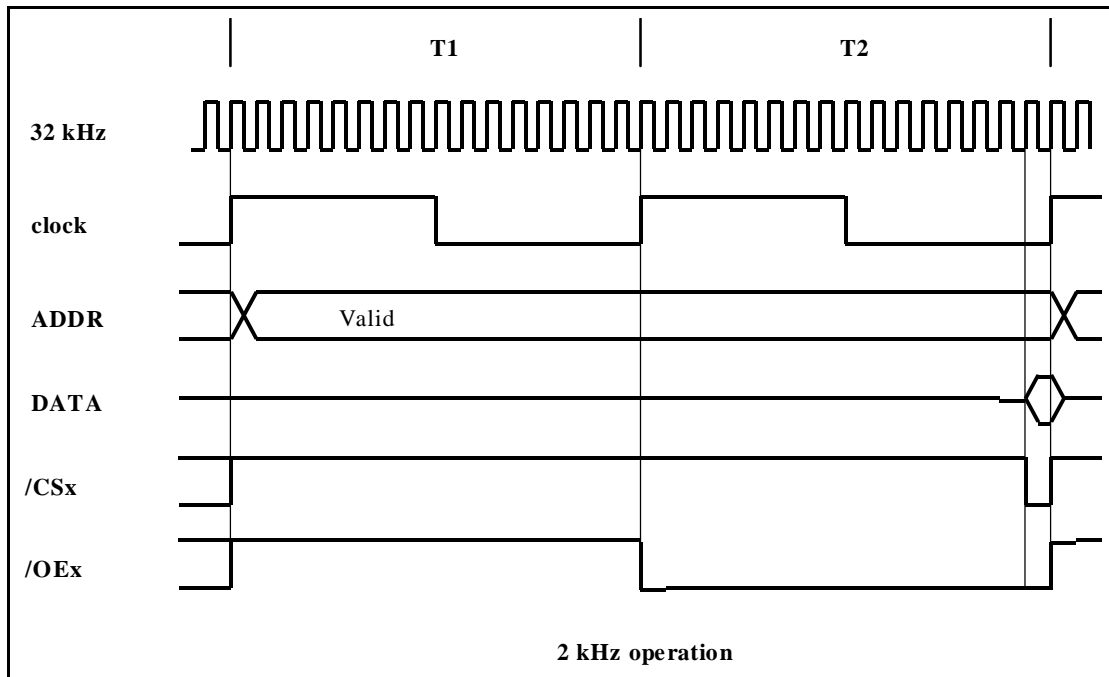 T1
T2
32 kHz
clock
ADDR
Valid
DATA
/CSx
/OEx
2 kHz operation